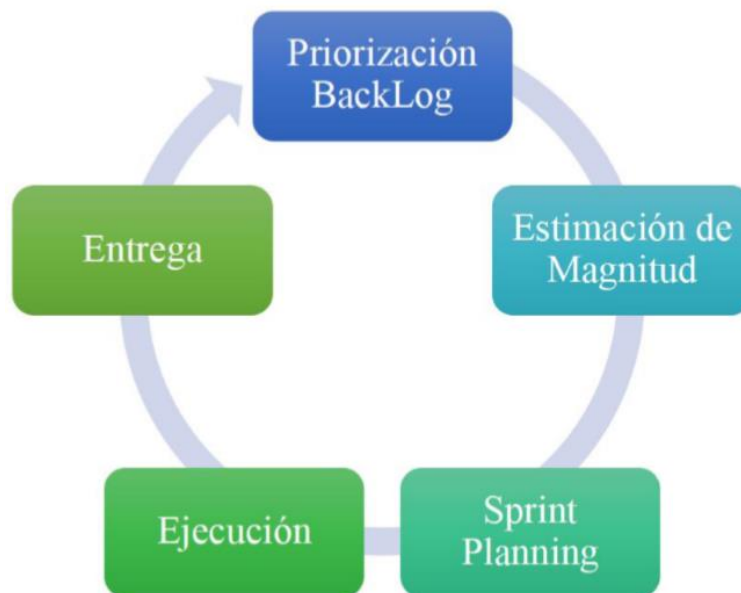 Priorización
BackLog
Estimación de
Magnitud
Sprint
Planning
Ejecución
Entrega